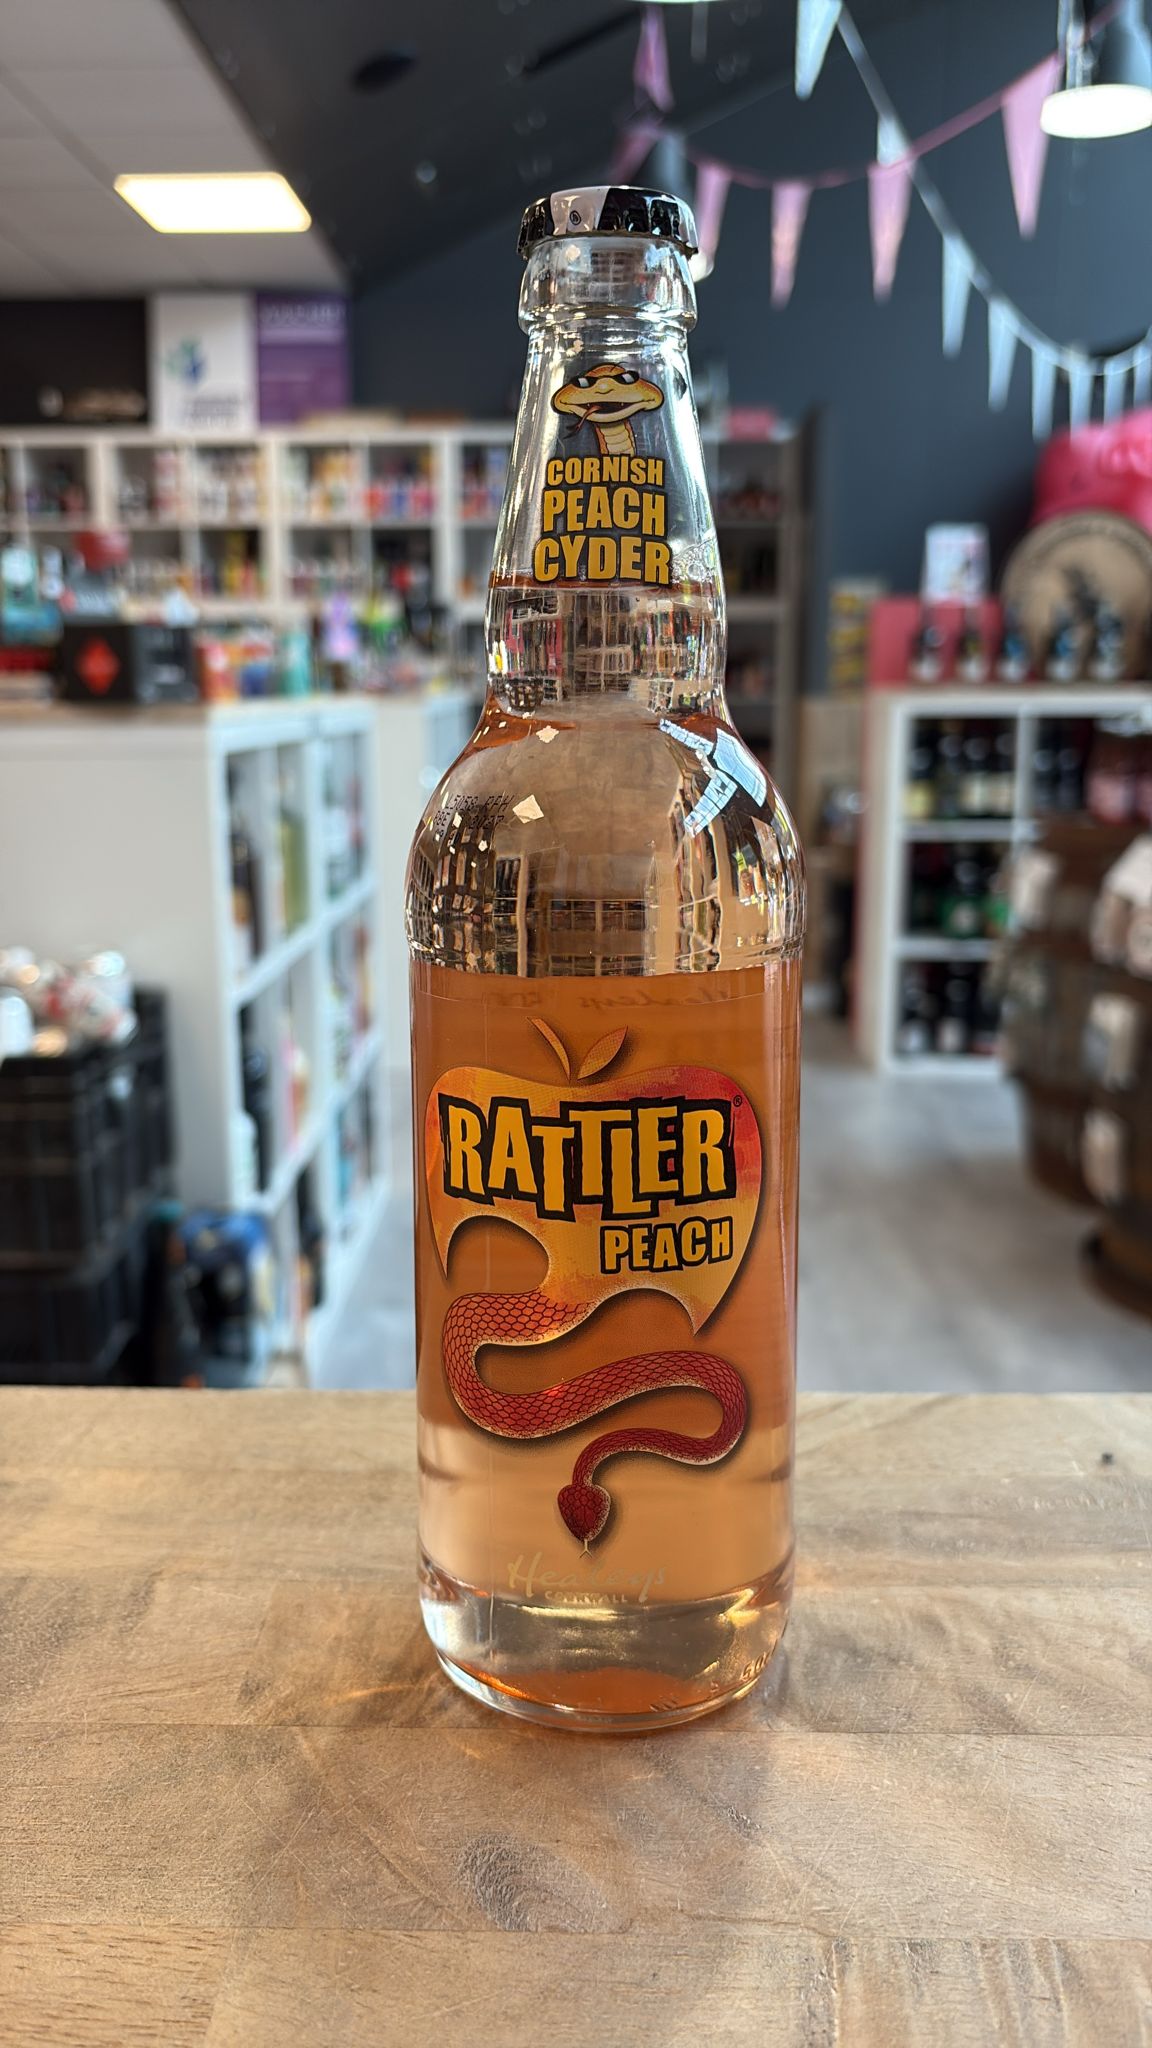 CORNISH
PEACH
CYDER
RATTLER®
PEACH
Healeys
CORNWALL